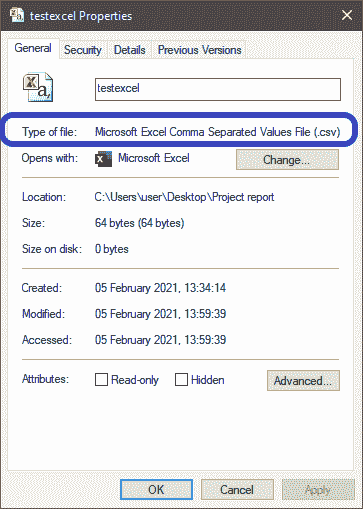 testexcel Properties
General Security Details Previous Versions
X
a,
testexcel
Type of file: Microsoft Excel Comma Separated Values File (.csv)
Opens with: Microsoft Excel Change...
Location: C:\Users\user\Desktop\Project report
Size: 64 bytes (64 bytes)
Size on disk: 0 bytes
Created: 05 February 2021, 13:34:14
Modified: 05 February 2021, 13:59:39
Accessed: 05 February 2021, 13:59:39
Attributes: Read-only Hidden Advanced...
OK Cancel Apply